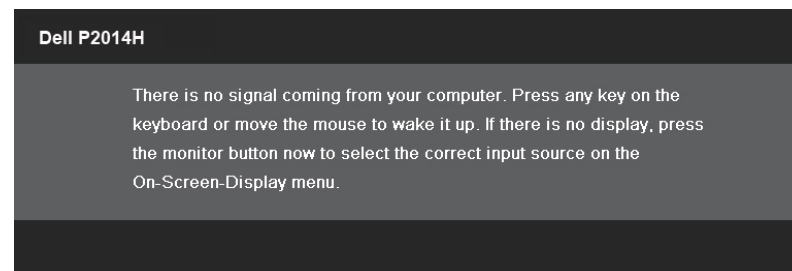 Dell P2014H
There is no signal coming from your computer. Press any key on the
keyboard or move the mouse to wake it up. If there is no display, press
the monitor button now to select the correct input source on the
On-Screen-Display menu.